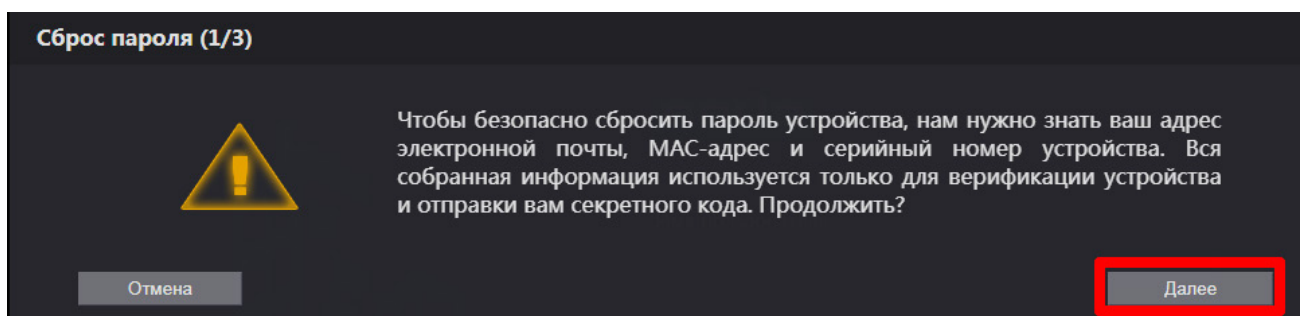 Сброс пароля (1/3)
Чтобы безопасно сбросить пароль устройства, нам нужно знать ваш адрес
электронной почты, MAC-адрес и серийный номер устройства. Вся
собранная информация используется только для верификации устройства
и отправки вам секретного кода. Продолжить?
Отмена
Далее